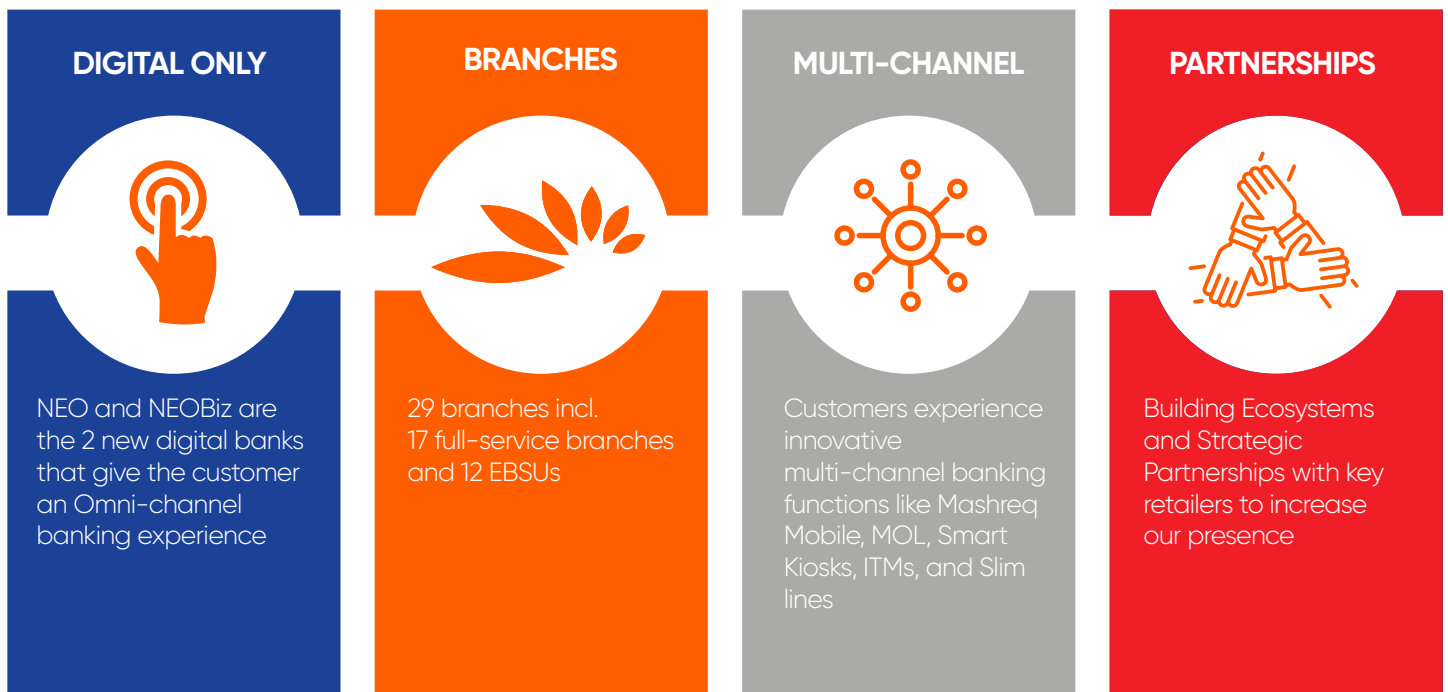 DIGITAL ONLY
NEO and NEOBiz are
the 2 new digital banks
that give the customer
an Omni-channel
banking experience
BRANCHES
29 branches incl.
17 full-service branches
and 12 EBSUs
MULTI-CHANNEL
Customers experience
innovative
multi-channel banking
functions like Mashreq
Mobile, MOL, Smart
Kiosks, ITMs, and Slim
lines
PARTNERSHIPS
Building Ecosystems
and Strategic
Partnerships with key
retailers to increase
our presence